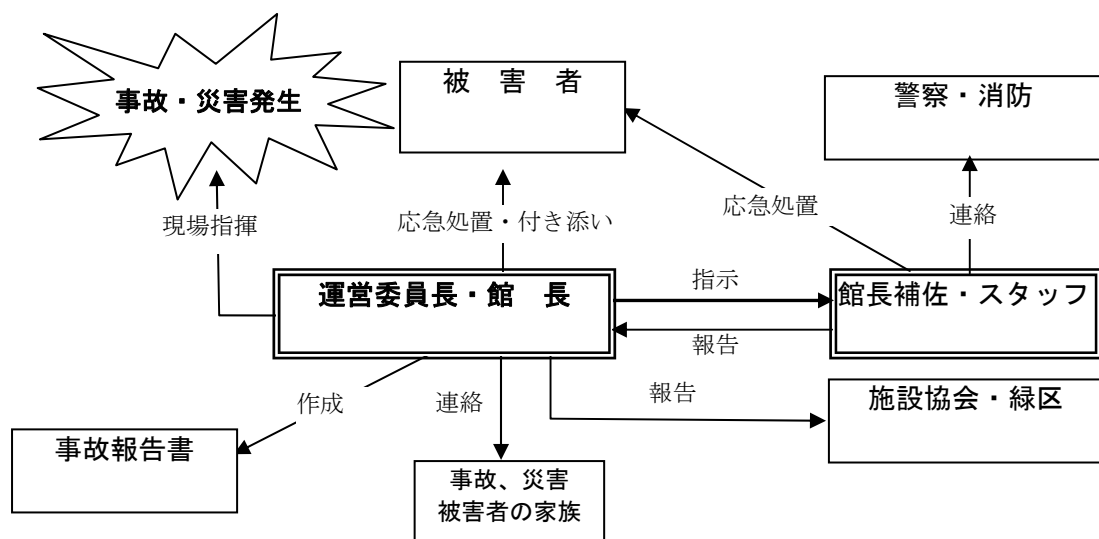 被　害　者
警察・消防
事故・災害発生
応急処置
現場指揮
応急処置・付き添い
連絡
運営委員長・館　長
指示
館長補佐・スタッフ
報告
作成
連絡
報告
施設協会・緑区
事故報告書
事故、災害
被害者の家族